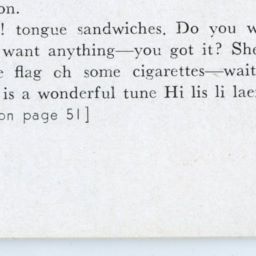 on.
! tongue sandwiches. Do you w
want anything—you got it? She
e flag ch some cigarettes—wait
is a wonderful tune Hi lis li lae
on page 51]